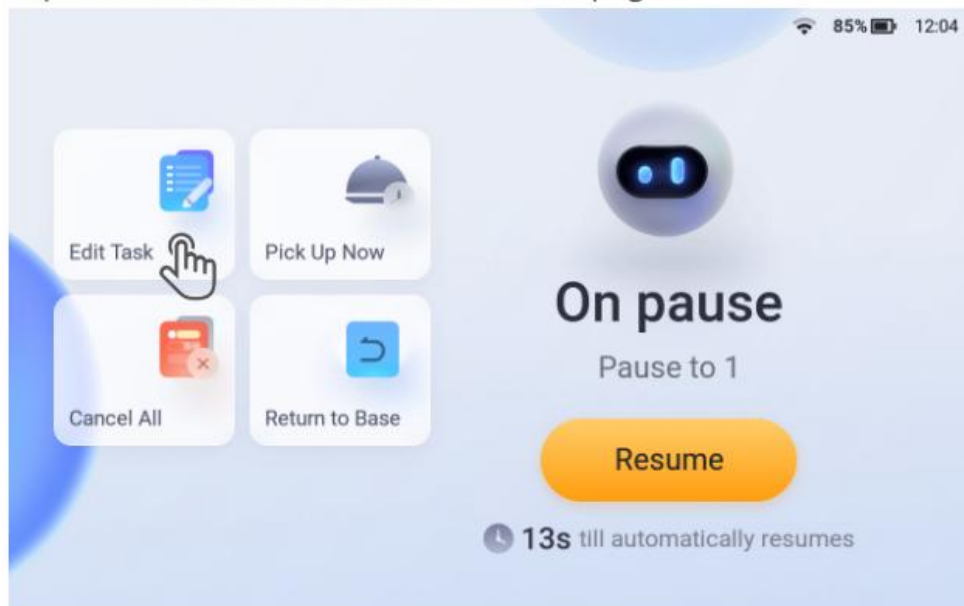 85% 12:04
Edit Task
Pick Up Now
Cancel All
Return to Base
On pause
Pause to 1
Resume
13s till automatically resumes